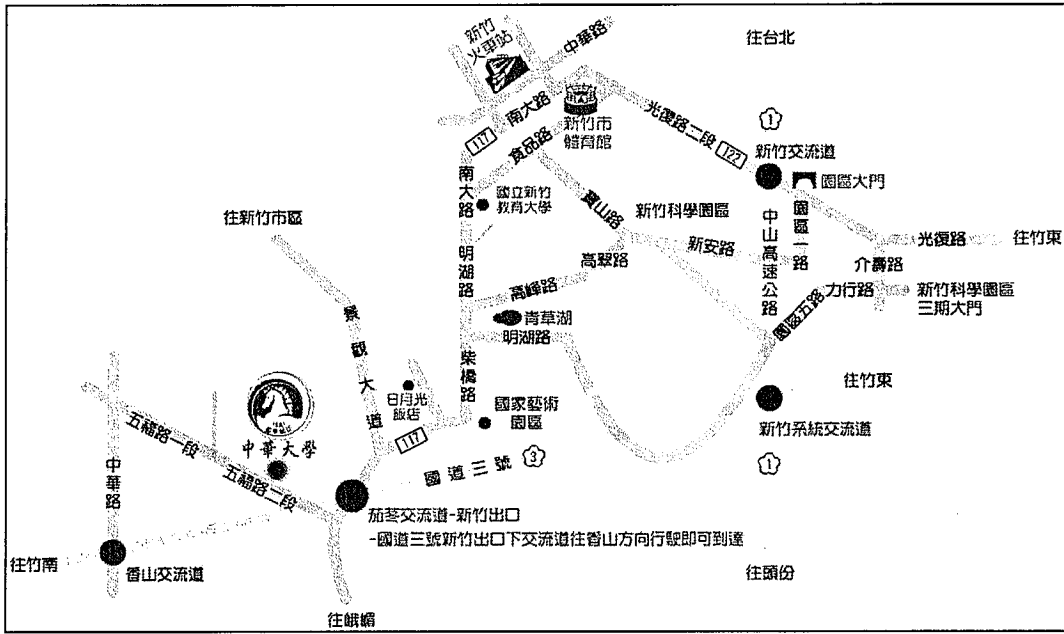 新竹
火車站
中華路
往台北
南大路
117
新竹市
體育館
光復路二段
122
1
新竹交流道
園區大門
食品路
南大路
國立新竹
教育大學
寶山路
新竹科學園區
中山高速公路
園區一路
光復路
往竹東
往新竹市區
明湖路
高翠路
新安路
介壽路
高峰路
力行路
新竹科學園區
三期大門
園區五路
青草湖
明湖路
景觀大道
柴橋路
日月光
飯店
往竹東
國家藝術
園區
新竹系統交流道
1
117
中華大學
五福路一段
五福路二段
中華路
國道三號
3
茄苳交流道-新竹出口
-國道三號新竹出口下交流道往香山方向行駛即可到達
往竹南
香山交流道
往頭份
往峨嵋